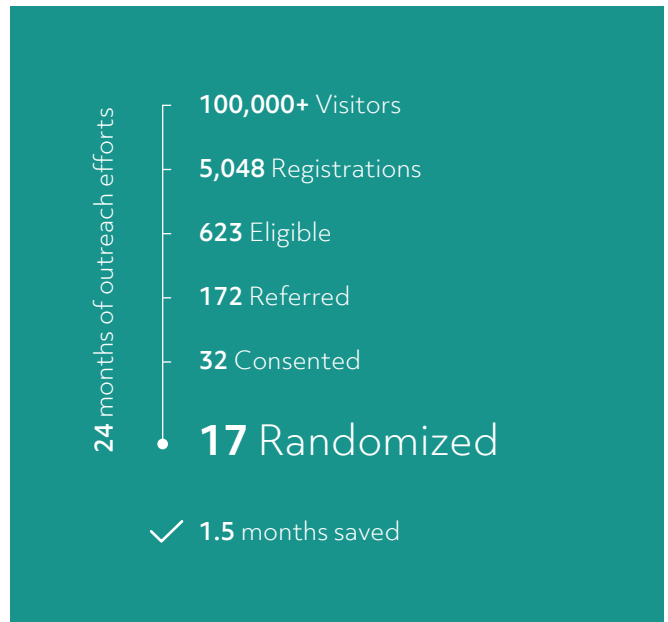 24 months of outreach efforts
100,000+ Visitors
5,048 Registrations
623 Eligible
172 Referred
32 Consented
17 Randomized
1.5 months saved